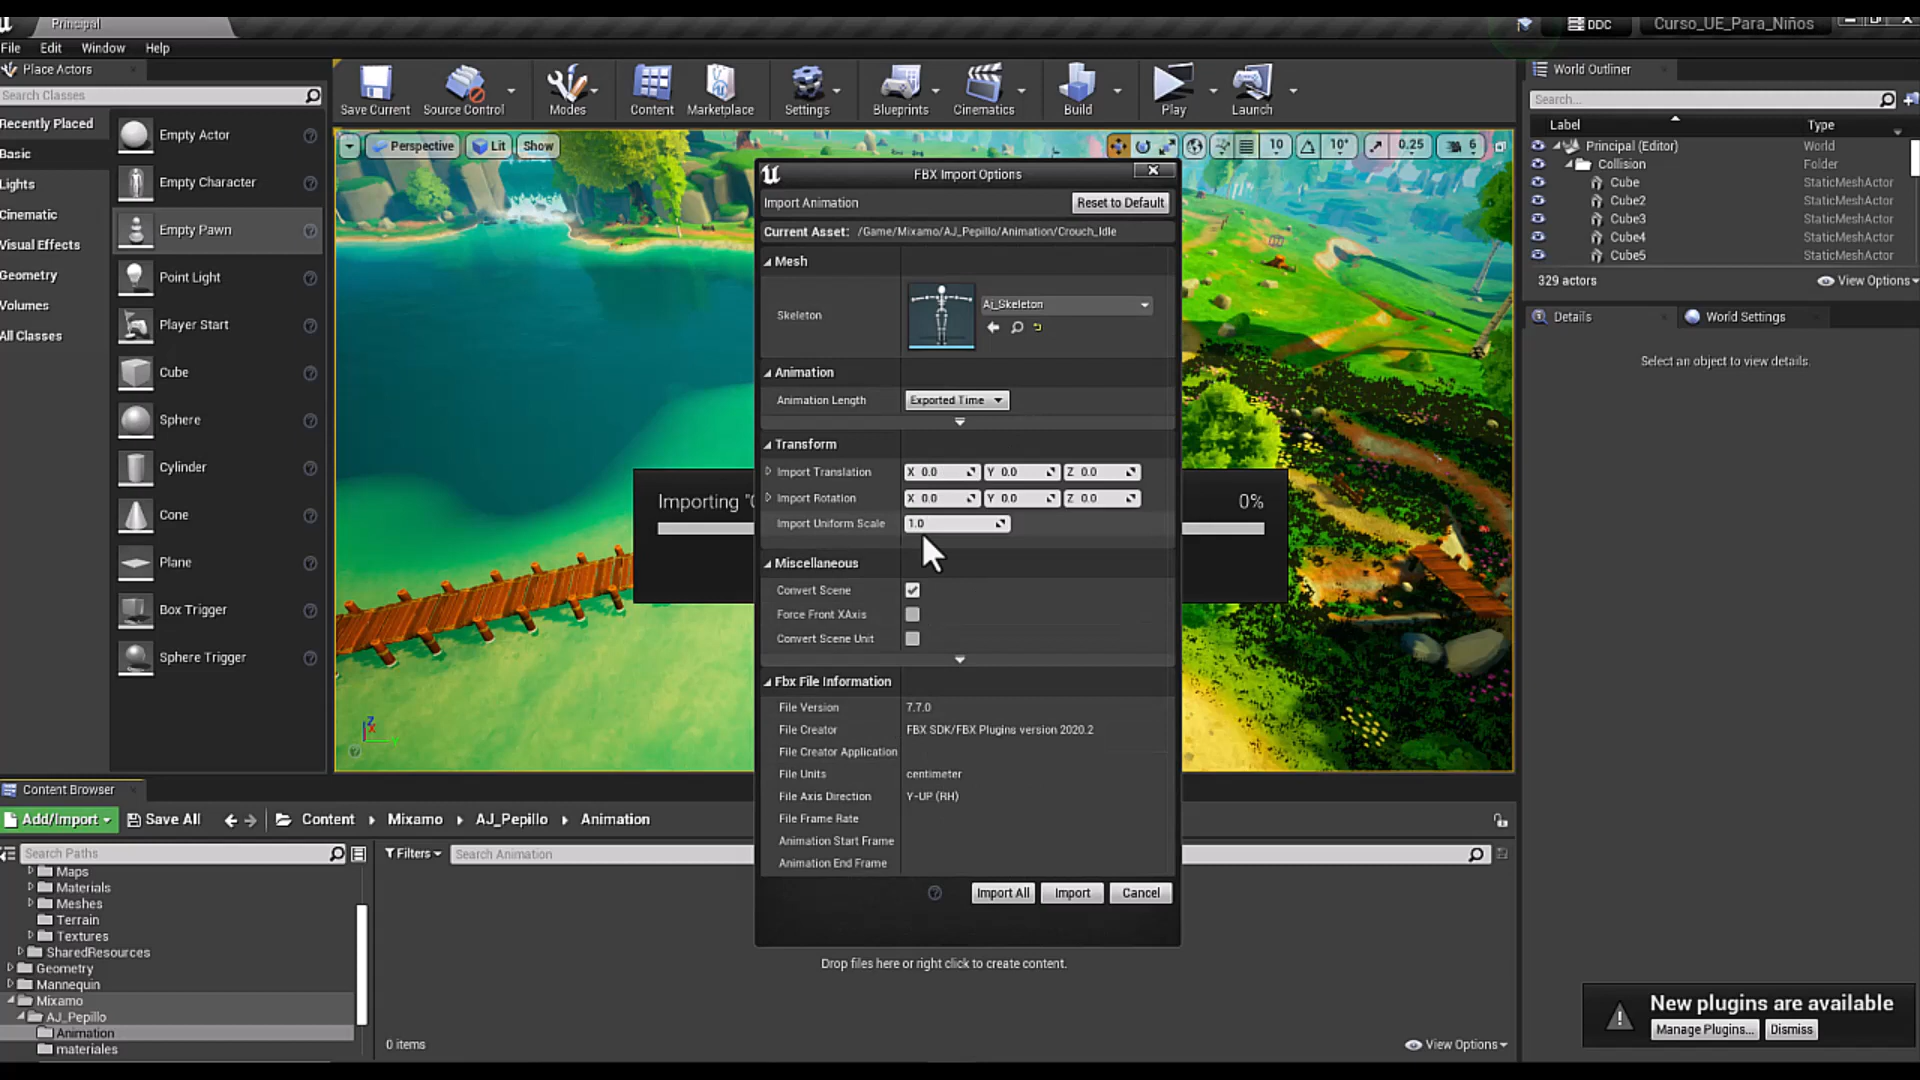 Principal
DDC
Curso_UE_Para_Niños
File Edit Window Help
Place Actors
Search Classes
Recently Placed
Basic
Lights
Cinematic
Visual Effects
Geometry
Volumes
All Classes
Empty Actor
Empty Character
Empty Pawn
Point Light
Player Start
Cube
Sphere
Cylinder
Cone
Plane
Box Trigger
Sphere Trigger
Save Current Source Control Modes Content Marketplace Settings Blueprints Cinematics Build Play Launch
Perspective Lit Show
10 10° 0.25 6
FBX Import Options
Import Animation Reset to Default
Current Asset: /Game/Mixamo/AJ_Pepillo/Animation/Crouch_Idle
Mesh
Skeleton Aj_Skeleton
Animation
Animation Length Exported Time
Transform
Import Translation X 0.0 Y 0.0 Z 0.0
Import Rotation X 0.0 Y 0.0 Z 0.0
Import Uniform Scale 1.0
Miscellaneous
Convert Scene
Force Front XAxis
Convert Scene Unit
Fbx File Information
File Version 7.7.0
File Creator FBX SDK/FBX Plugins version 2020.2
File Creator Application
File Units centimeter
File Axis Direction Y-UP (RH)
File Frame Rate
Animation Start Frame
Animation End Frame
Import All Import Cancel
Importing "
0%
World Outliner
Search...
Label Type
Principal (Editor) World
Collision Folder
Cube StaticMeshActor
Cube2 StaticMeshActor
Cube3 StaticMeshActor
Cube4 StaticMeshActor
Cube5 StaticMeshActor
329 actors View Options
Details World Settings
Select an object to view details.
Content Browser
Add/Import Save All Content Mixamo AJ_Pepillo Animation
Search Paths Filters Search Animation
Maps
Materials
Meshes
Terrain
Textures
SharedResources
Geometry
Mannequin
Mixamo
AJ_Pepillo
Animation
materiales
Drop files here or right click to create content.
0 items View Options
New plugins are available
Manage Plugins... Dismiss